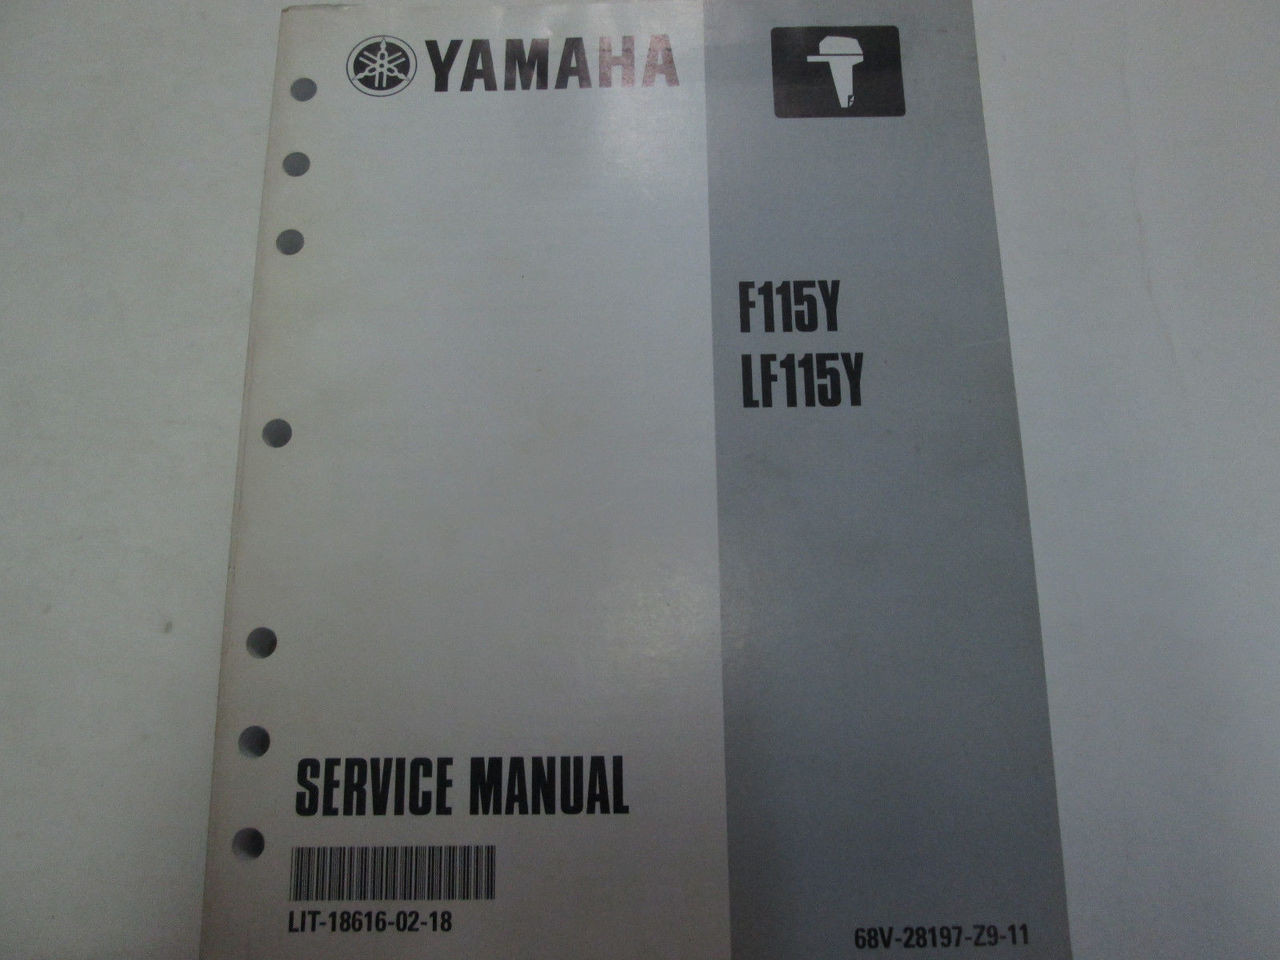 YAMAHA
F115Y
LF115Y
SERVICE MANUAL
LIT-18616-02-18
68V-28197-Z9-11